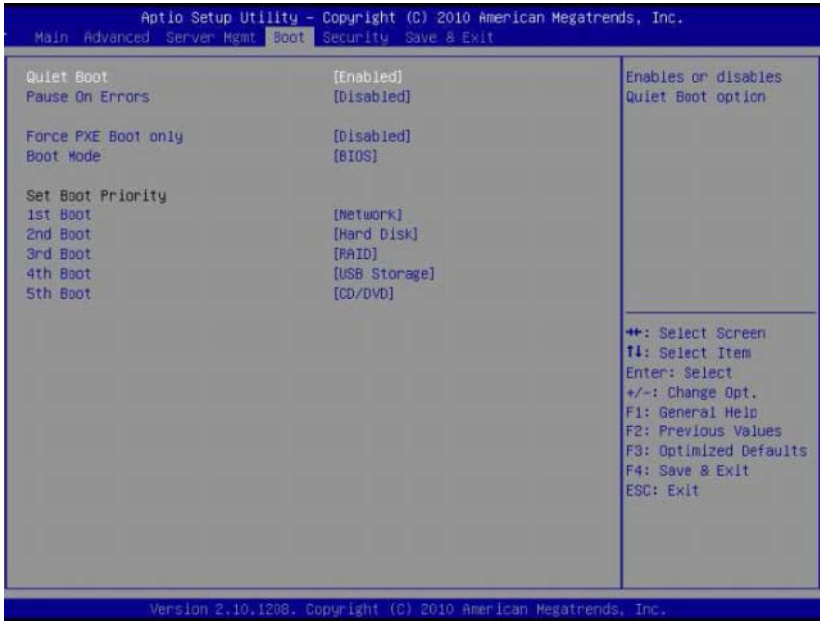 Aptio Setup Utility – Copyright (C) 2010 American Megatrends, Inc.
Main Advanced Server Mgmt Boot Security Save & Exit
Quiet Boot [Enabled]
Pause On Errors [Disabled]
Force PXE Boot only [Disabled]
Boot Mode [BIOS]
Set Boot Priority
1st Boot [Network]
2nd Boot [Hard Disk]
3rd Boot [RAID]
4th Boot [USB Storage]
5th Boot [CD/DVD]
Enables or disables
Quiet Boot option
→←: Select Screen
↑↓: Select Item
Enter: Select
+/-: Change Opt.
F1: General Help
F2: Previous Values
F3: Optimized Defaults
F4: Save & Exit
ESC: Exit
Version 2.10.1208. Copyright (C) 2010 American Megatrends, Inc.